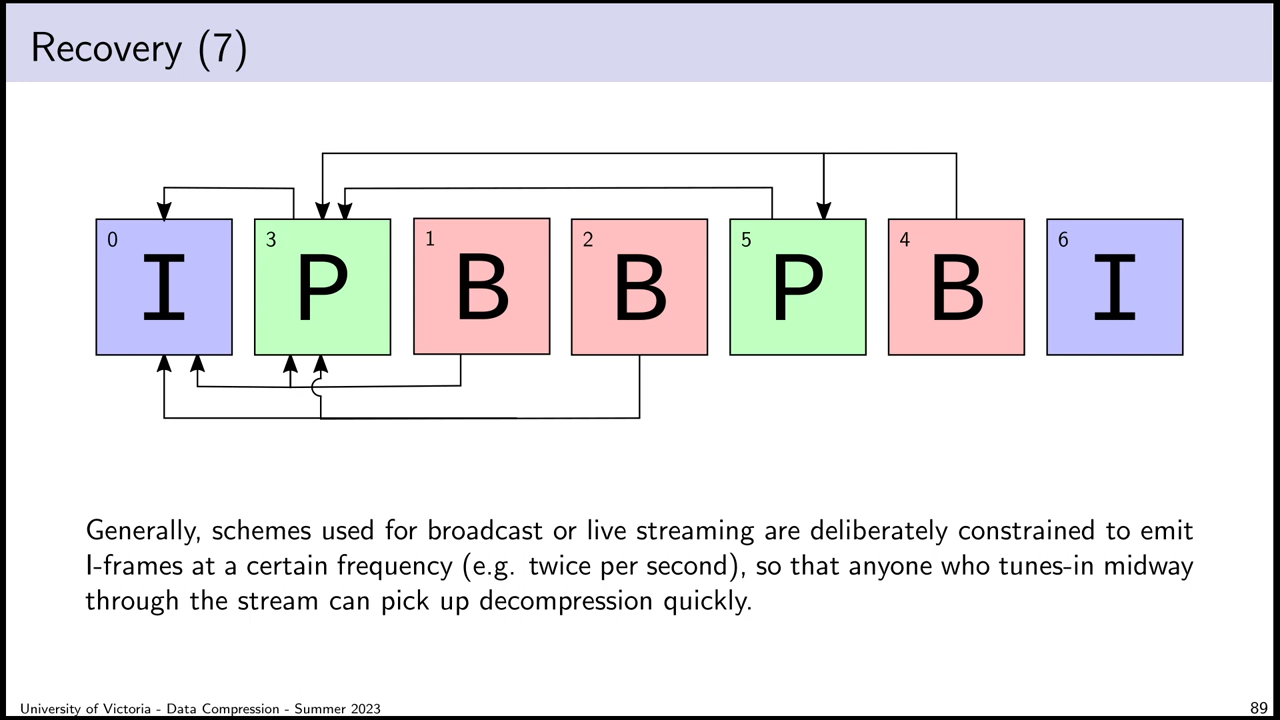 Recovery (7)
0 3 1 2 5 4 6
I P B B P B I
Generally, schemes used for broadcast or live streaming are deliberately constrained to emit
I-frames at a certain frequency (e.g. twice per second), so that anyone who tunes-in midway
through the stream can pick up decompression quickly.
University of Victoria - Data Compression - Summer 2023
89